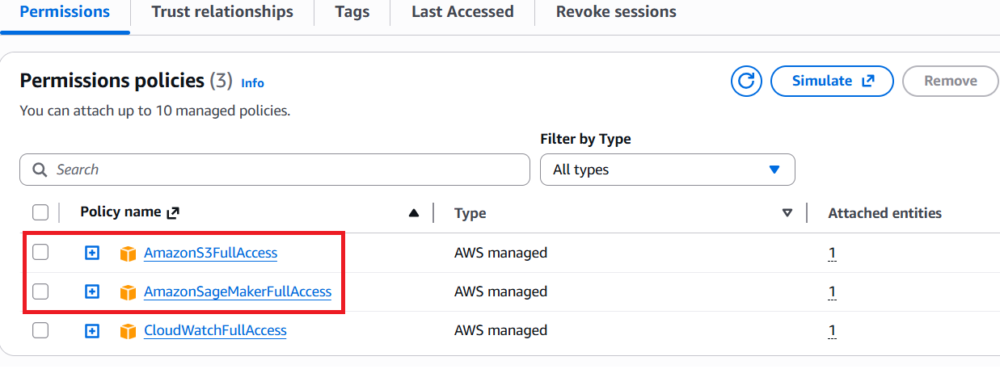 Permissions Trust relationships Tags Last Accessed Revoke sessions
Permissions policies (3) Info
Simulate Remove
You can attach up to 10 managed policies.
Filter by Type
Search All types
Policy name Type Attached entities
AmazonS3FullAccess AWS managed 1
AmazonSageMakerFullAccess AWS managed 1
CloudWatchFullAccess AWS managed 1